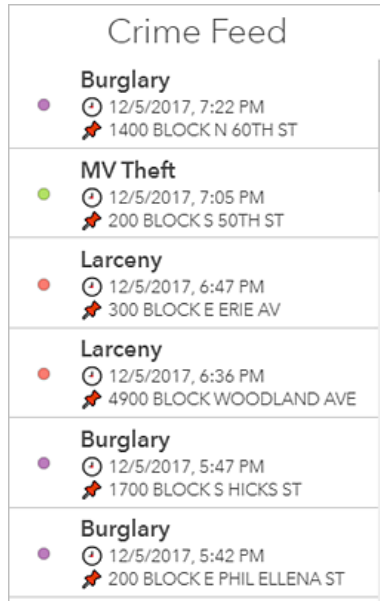 Crime Feed
Burglary
12/5/2017, 7:22 PM
1400 BLOCK N 60TH ST
MV Theft
12/5/2017, 7:05 PM
200 BLOCK S 50TH ST
Larceny
12/5/2017, 6:47 PM
300 BLOCK E ERIE AV
Larceny
12/5/2017, 6:36 PM
4900 BLOCK WOODLAND AVE
Burglary
12/5/2017, 5:47 PM
1700 BLOCK S HICKS ST
Burglary
12/5/2017, 5:42 PM
200 BLOCK E PHIL ELLENA ST